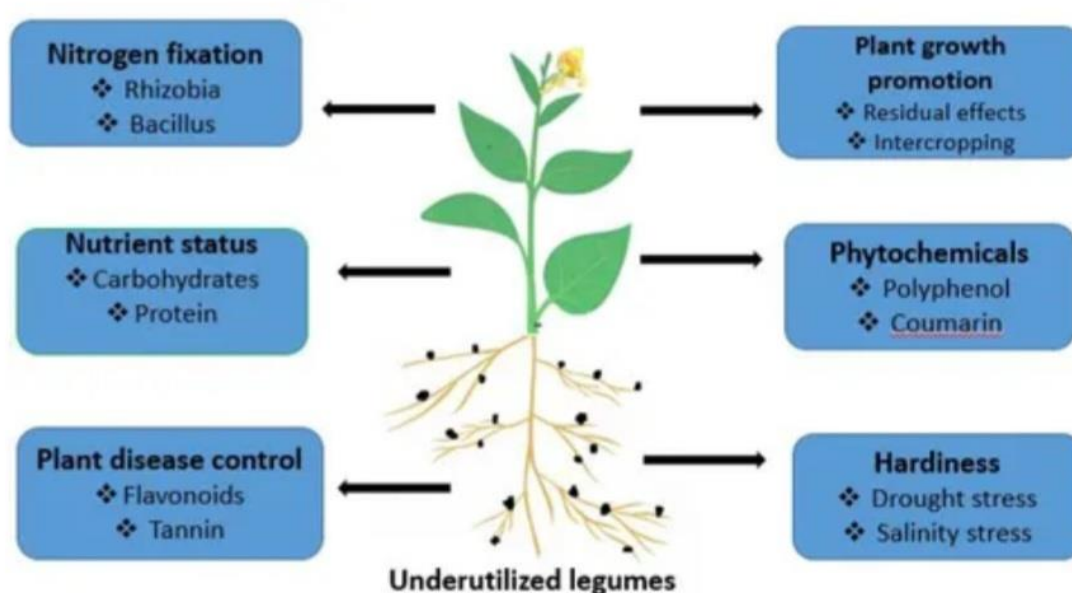 Nitrogen fixation
❖ Rhizobia
❖ Bacillus
Plant growth
promotion
❖ Residual effects
❖ Intercropping
Nutrient status
❖ Carbohydrates
❖ Protein
Phytochemicals
❖ Polyphenol
❖ Coumarin
Plant disease control
❖ Flavonoids
❖ Tannin
Hardiness
❖ Drought stress
❖ Salinity stress
Underutilized legumes